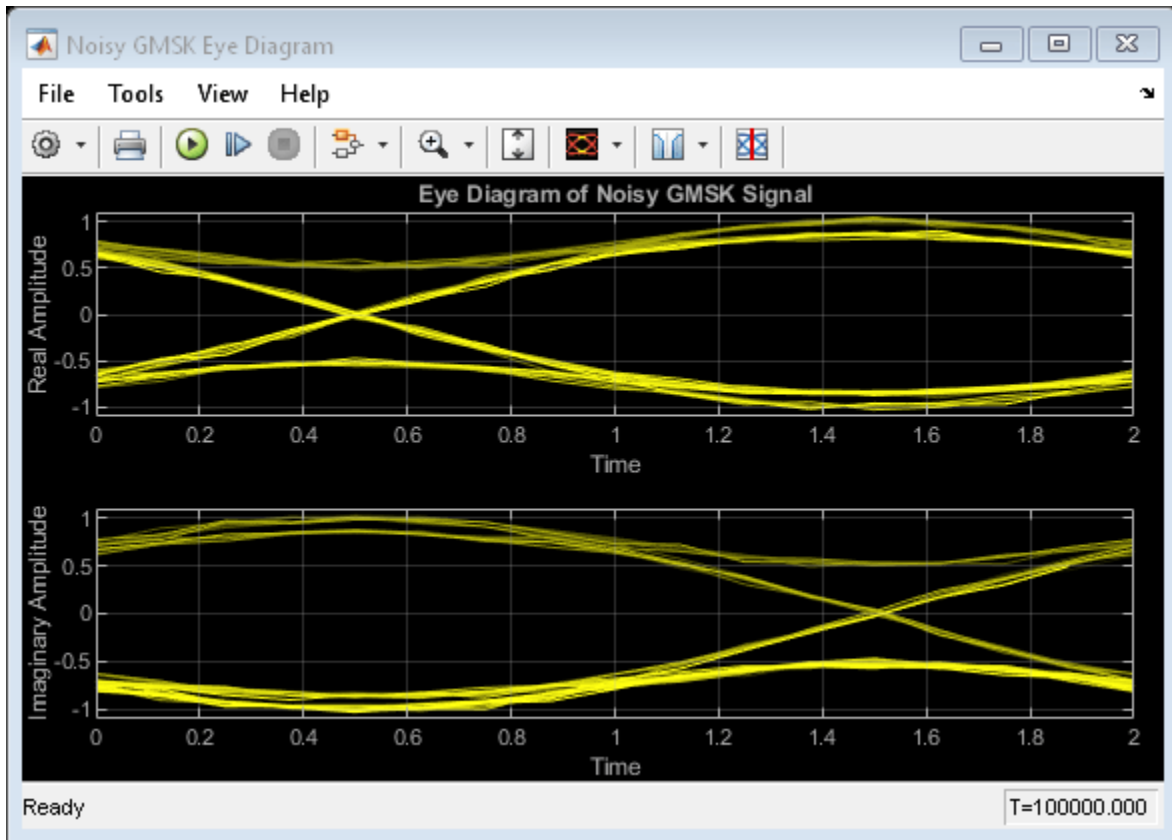 Noisy GMSK Eye Diagram
File Tools View Help
Eye Diagram of Noisy GMSK Signal
Real Amplitude
1
0.5
0
-0.5
-1
0 0.2 0.4 0.6 0.8 1 1.2 1.4 1.6 1.8 2
Time
Imaginary Amplitude
1
0.5
0
-0.5
-1
0 0.2 0.4 0.6 0.8 1 1.2 1.4 1.6 1.8 2
Time
Ready T=100000.000